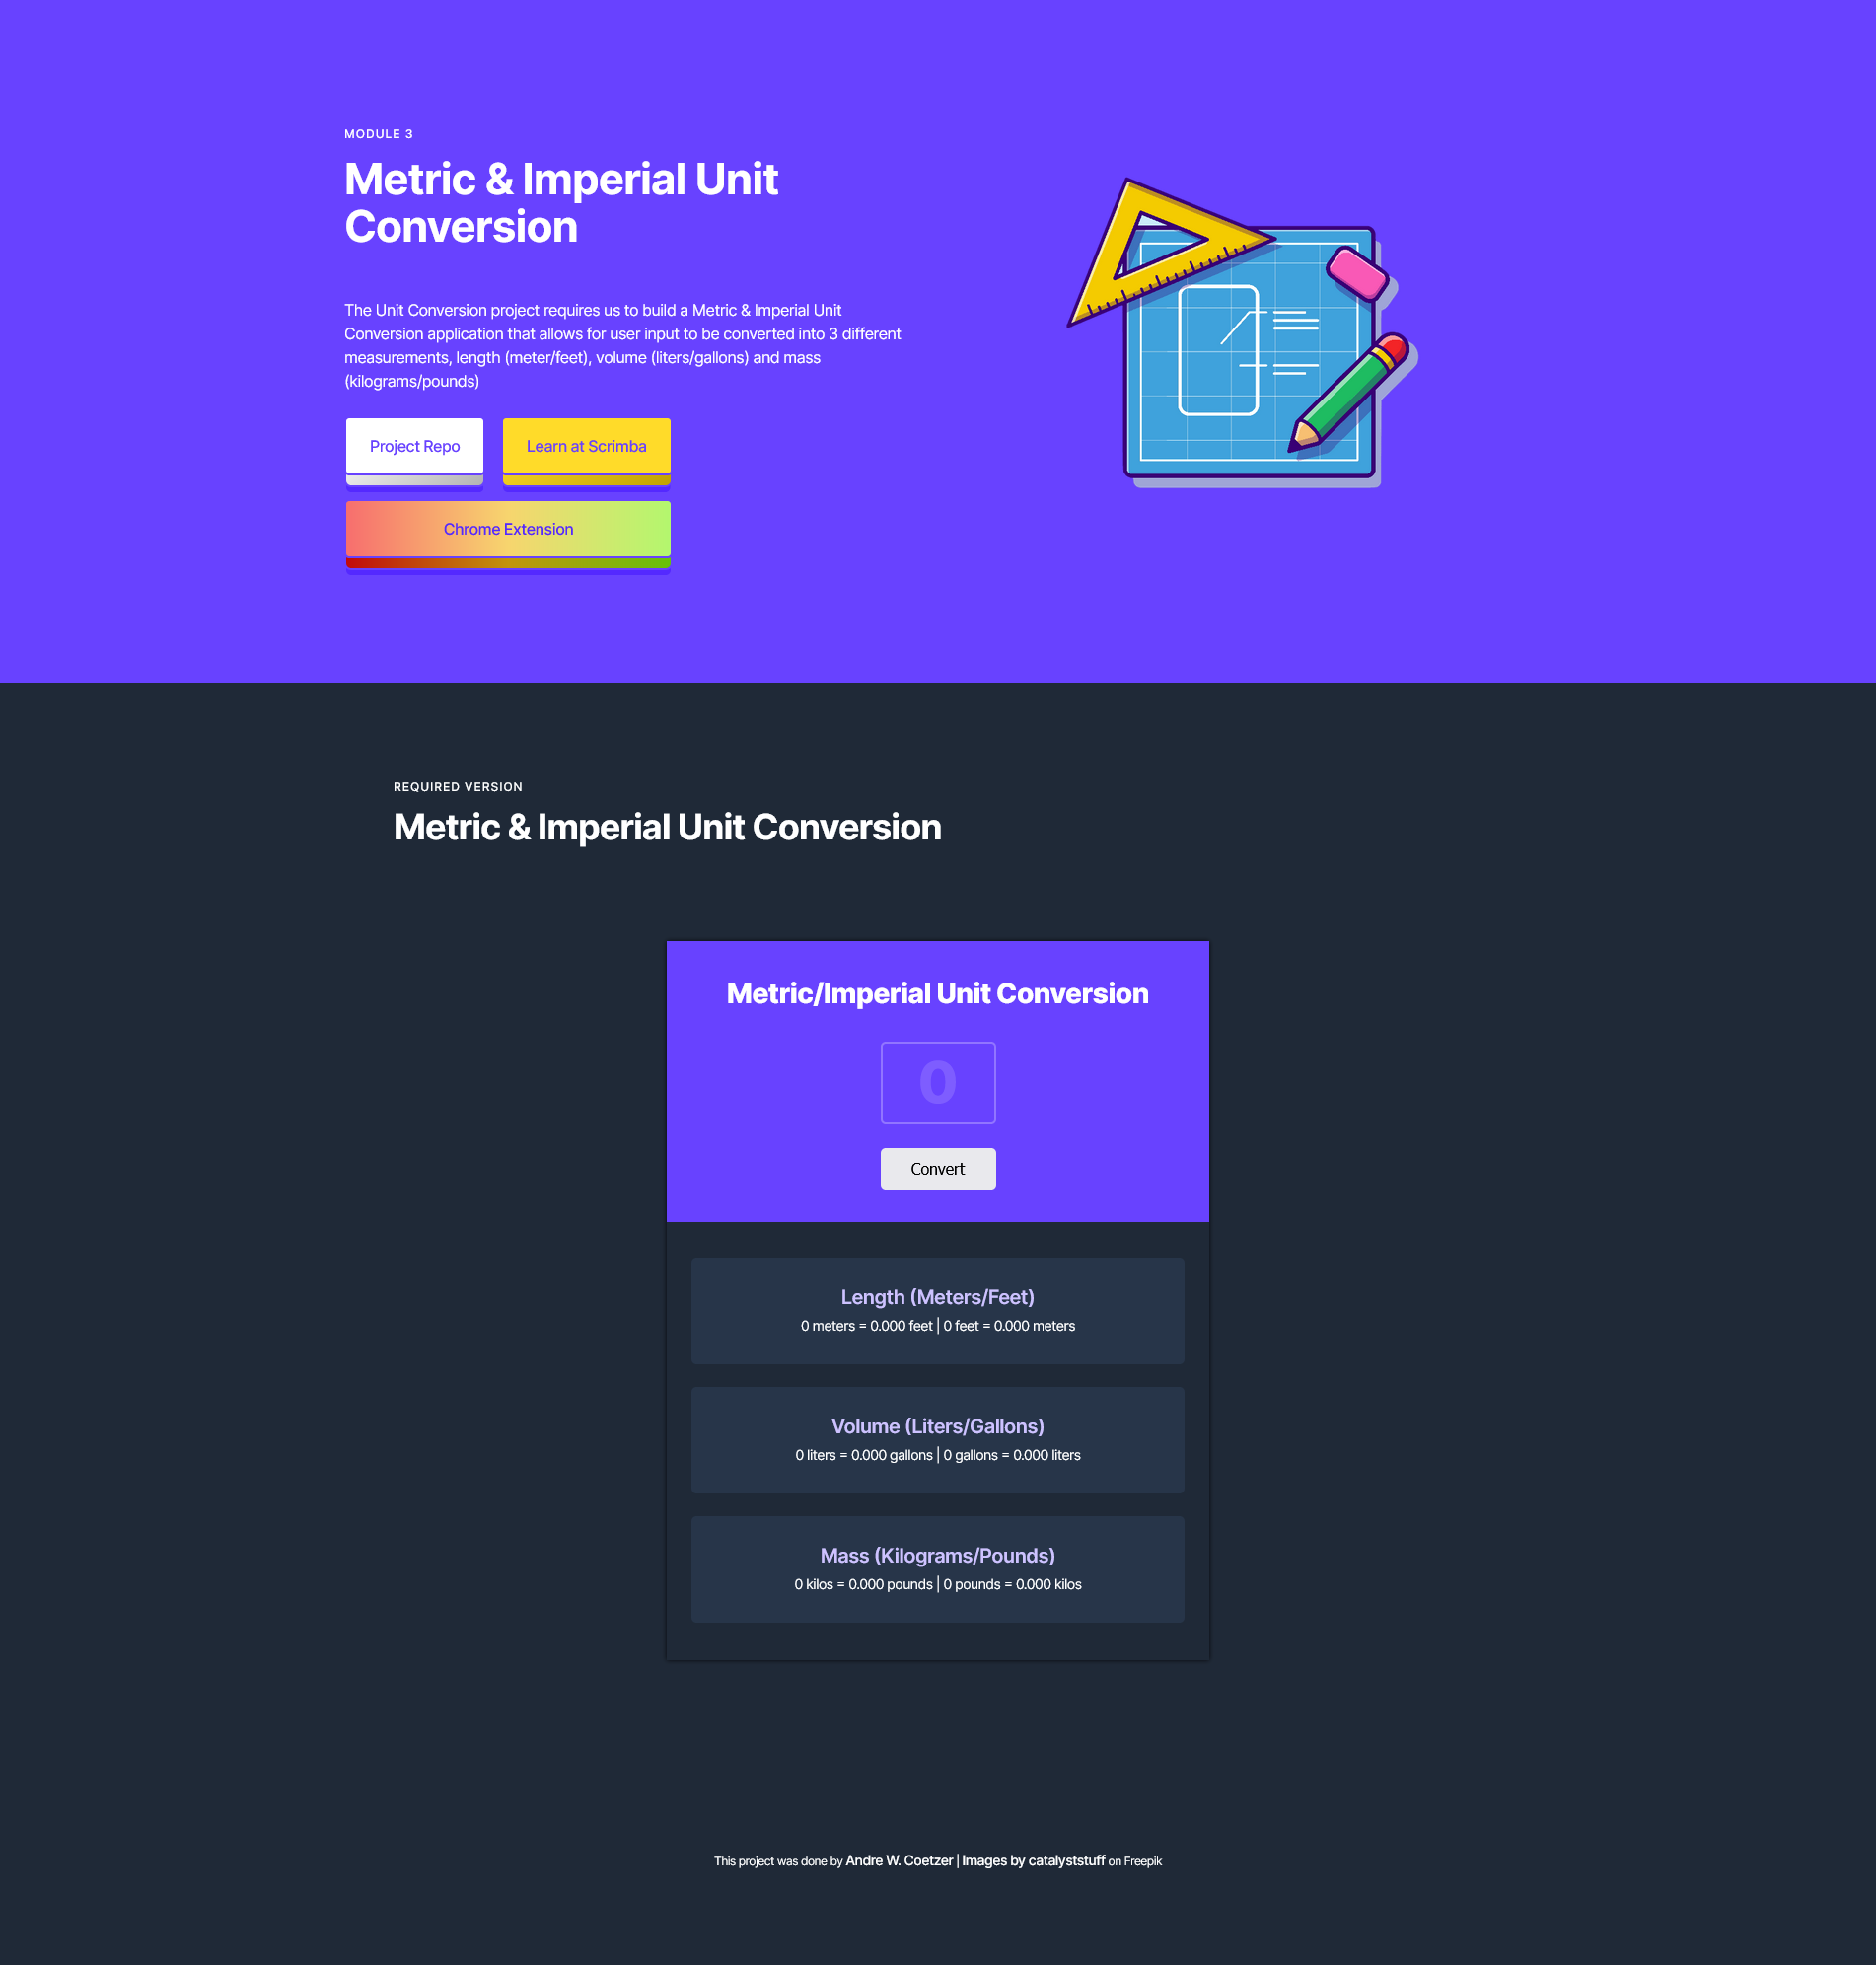 MODULE 3
Metric & Imperial Unit
Conversion
The Unit Conversion project requires us to build a Metric & Imperial Unit
Conversion application that allows for user input to be converted into 3 different
measurements, length (meter/feet), volume (liters/gallons) and mass
(kilograms/pounds)
Project Repo
Learn at Scrimba
Chrome Extension
REQUIRED VERSION
Metric & Imperial Unit Conversion
Metric/Imperial Unit Conversion
0
Convert
Length (Meters/Feet)
0 meters = 0.000 feet | 0 feet = 0.000 meters
Volume (Liters/Gallons)
0 liters = 0.000 gallons | 0 gallons = 0.000 liters
Mass (Kilograms/Pounds)
0 kilos = 0.000 pounds | 0 pounds = 0.000 kilos
This project was done by Andre W. Coetzer | Images by catalyststuff on Freepik